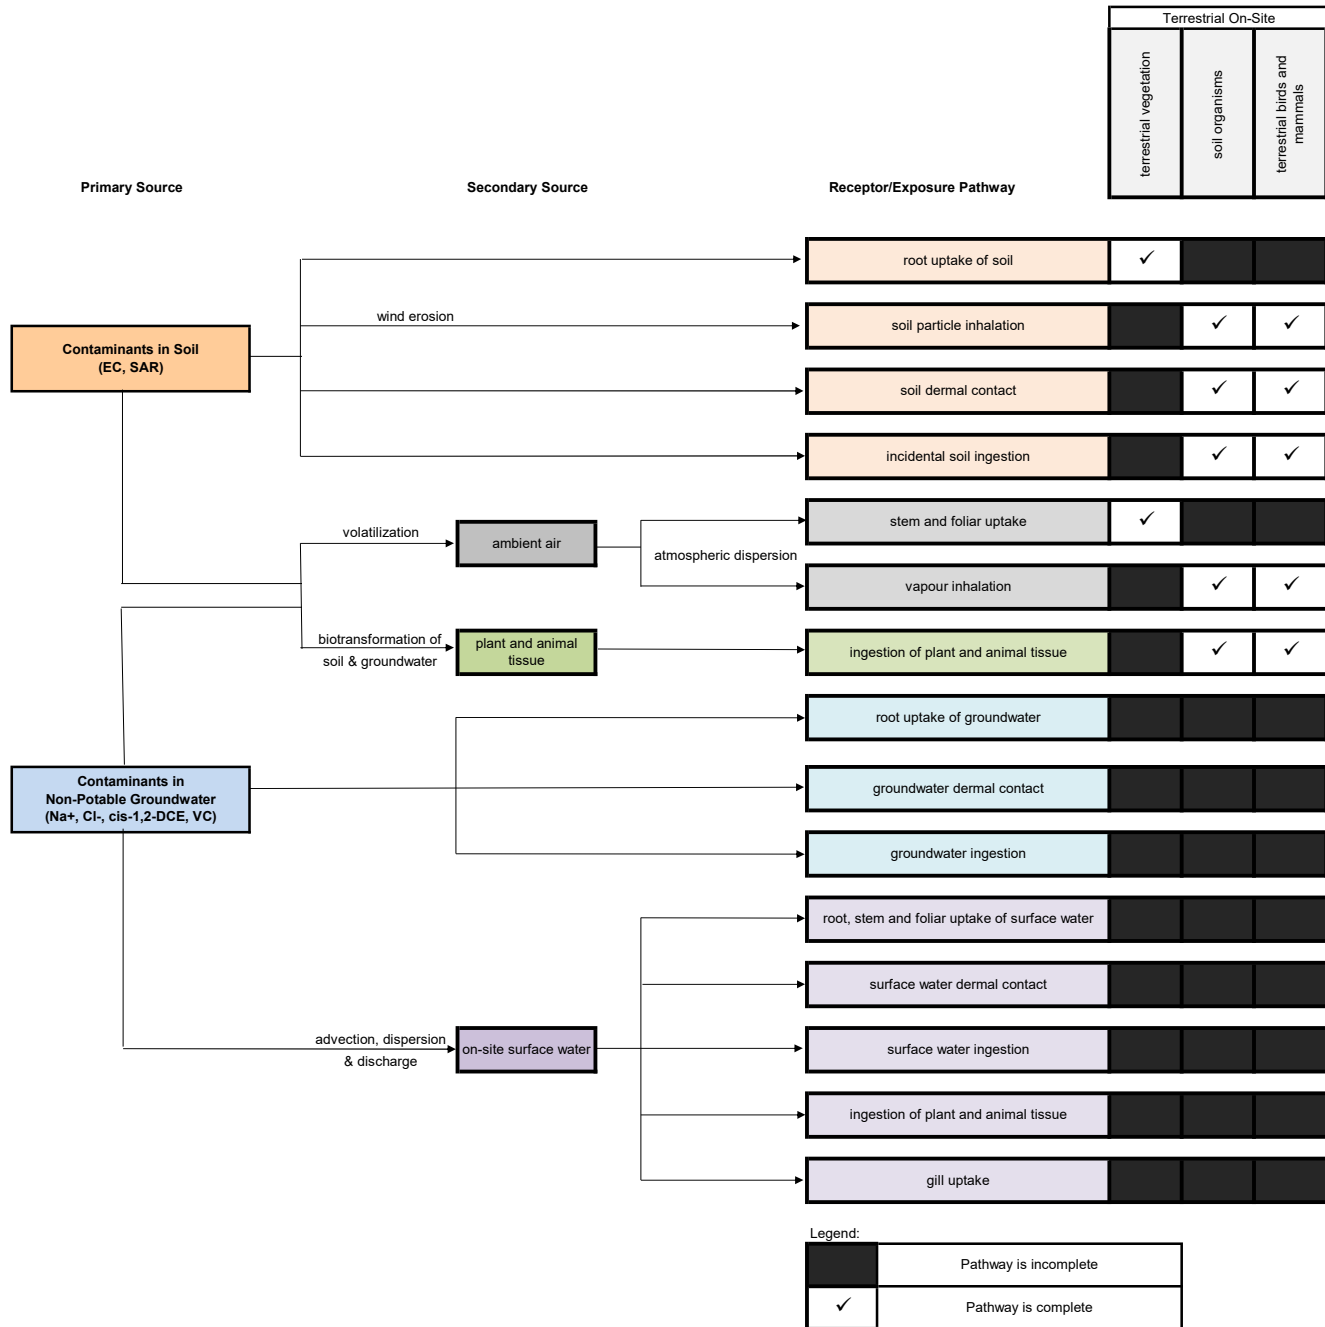 Terrestrial On-Site
terrestrial vegetation
soil organisms
terrestrial birds and
mammals
Primary Source
Secondary Source
Receptor/Exposure Pathway
root uptake of soil
✓
wind erosion
soil particle inhalation
✓ ✓
Contaminants in Soil
(EC, SAR)
soil dermal contact
✓ ✓
incidental soil ingestion
✓ ✓
stem and foliar uptake
✓
volatilization
ambient air
atmospheric dispersion
vapour inhalation
✓ ✓
biotransformation of
soil & groundwater
plant and animal
tissue
ingestion of plant and animal tissue
✓ ✓
root uptake of groundwater
Contaminants in
Non-Potable Groundwater
(Na+, Cl-, cis-1,2-DCE, VC)
groundwater dermal contact
groundwater ingestion
root, stem and foliar uptake of surface water
surface water dermal contact
advection, dispersion
& discharge
on-site surface water
surface water ingestion
ingestion of plant and animal tissue
gill uptake
Legend:
Pathway is incomplete
✓ Pathway is complete